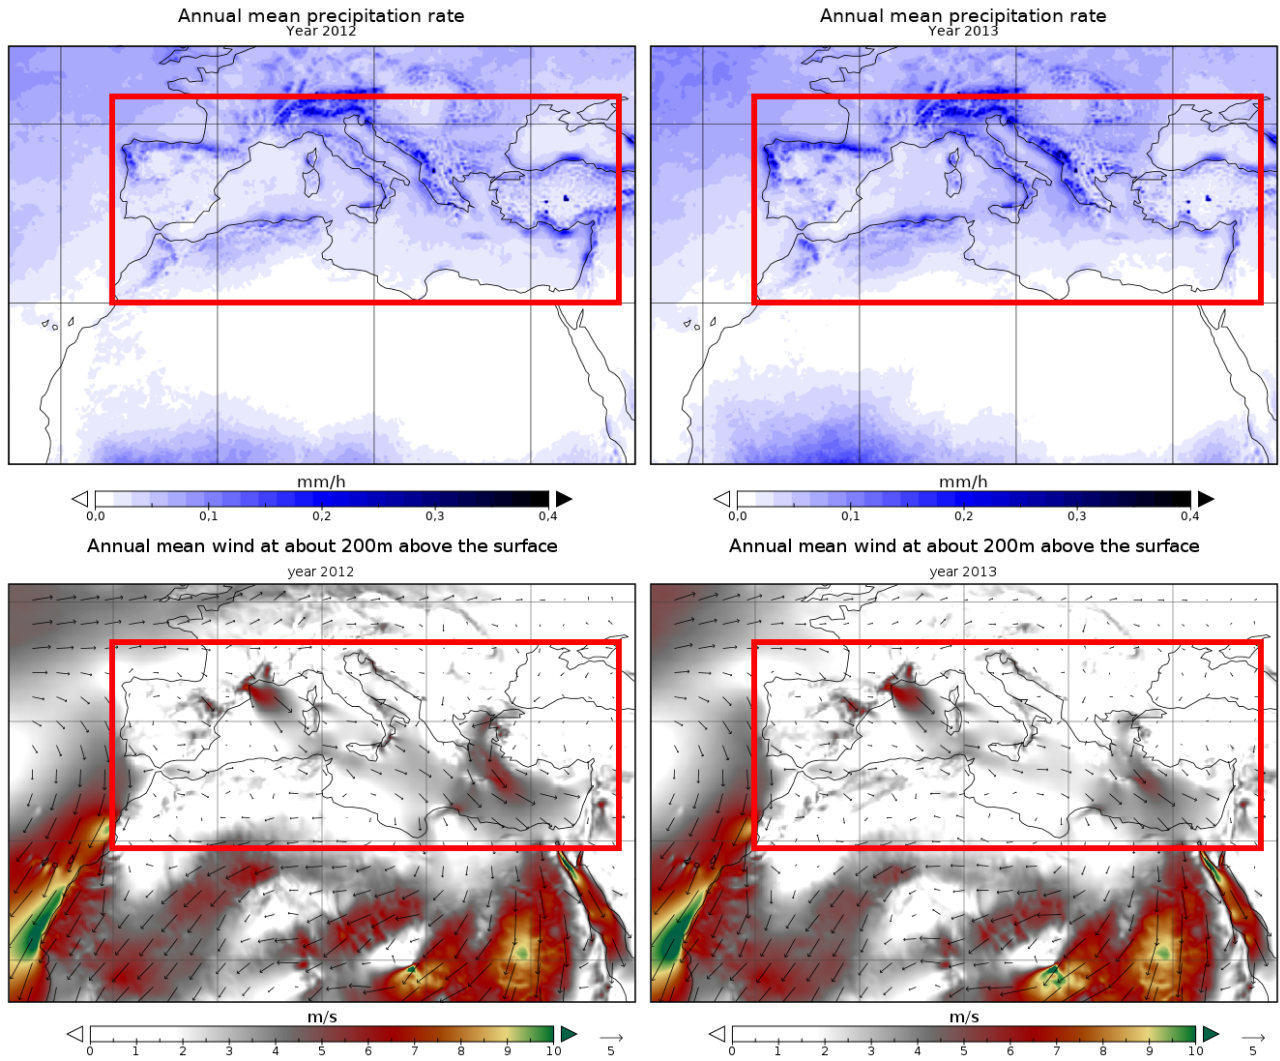 Annual mean precipitation rate
Year 2012
Annual mean precipitation rate
Year 2013
mm/h
0,0 0,1 0,2 0,3 0,4
mm/h
0,0 0,1 0,2 0,3 0,4
Annual mean wind at about 200m above the surface
year 2012
Annual mean wind at about 200m above the surface
year 2013
m/s
0 1 2 3 4 5 6 7 8 9 10 5
m/s
0 1 2 3 4 5 6 7 8 9 10 5